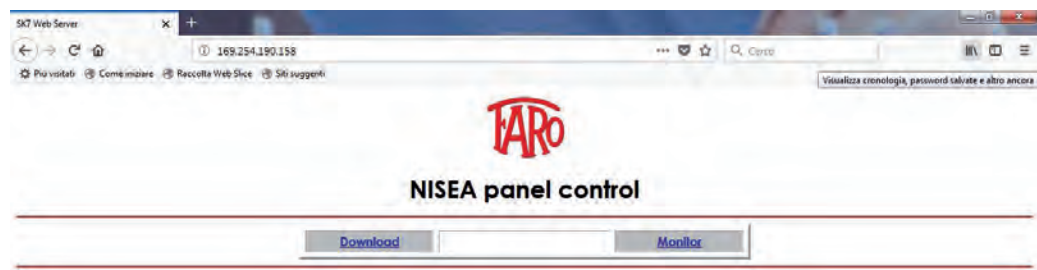 SK7 Web Server
169.254.190.158
Cerca
Più visitati Come iniziare Raccolta Web Slice Siti suggeriti
Visualizza cronologia, password salvate e altro ancora
FARO
NISEA panel control
Download Monitor